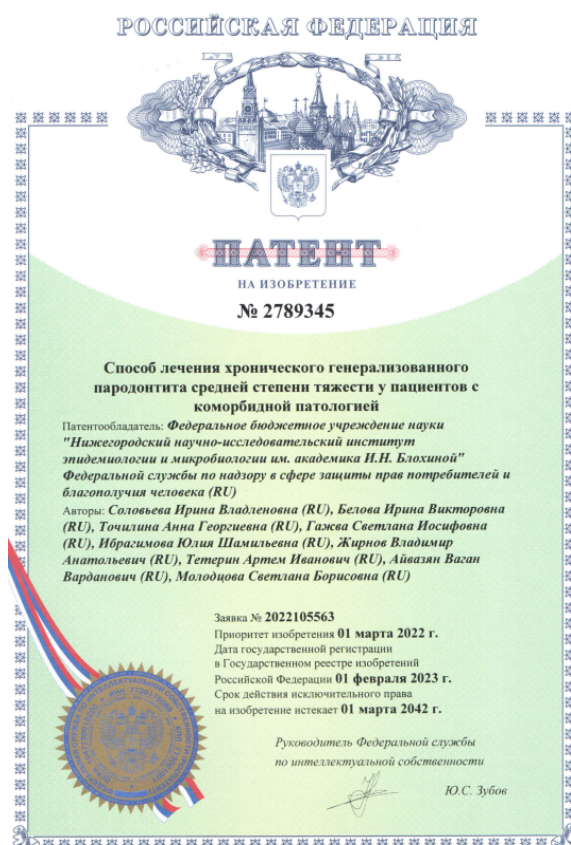 РОССИЙСКАЯ ФЕДЕРАЦИЯ
ПАТЕНТ
НА ИЗОБРЕТЕНИЕ
№ 2789345
Способ лечения хронического генерализованного
пародонтита средней степени тяжести у пациентов с
коморбидной патологией
Патентообладатель: Федеральное бюджетное учреждение науки
"Нижегородский научно-исследовательский институт
эпидемиологии и микробиологии им. академика И.Н. Блохиной"
Федеральной службы по надзору в сфере защиты прав потребителей и
благополучия человека (RU)
Авторы: Соловьева Ирина Владленовна (RU), Белова Ирина Викторовна
(RU), Точилина Анна Георгиевна (RU), Гажва Светлана Иосифовна
(RU), Ибрагимова Юлия Шамильевна (RU), Жирнов Владимир
Анатольевич (RU), Тетерин Артем Иванович (RU), Айвазян Ваган
Варданович (RU), Молодцова Светлана Борисовна (RU)
Заявка № 2022105563
Приоритет изобретения 01 марта 2022 г.
Дата государственной регистрации
в Государственном реестре изобретений
Российской Федерации 01 февраля 2023 г.
Срок действия исключительного права
на изобретение истекает 01 марта 2042 г.
Руководитель Федеральной службы
по интеллектуальной собственности
Ю.С. Зубов